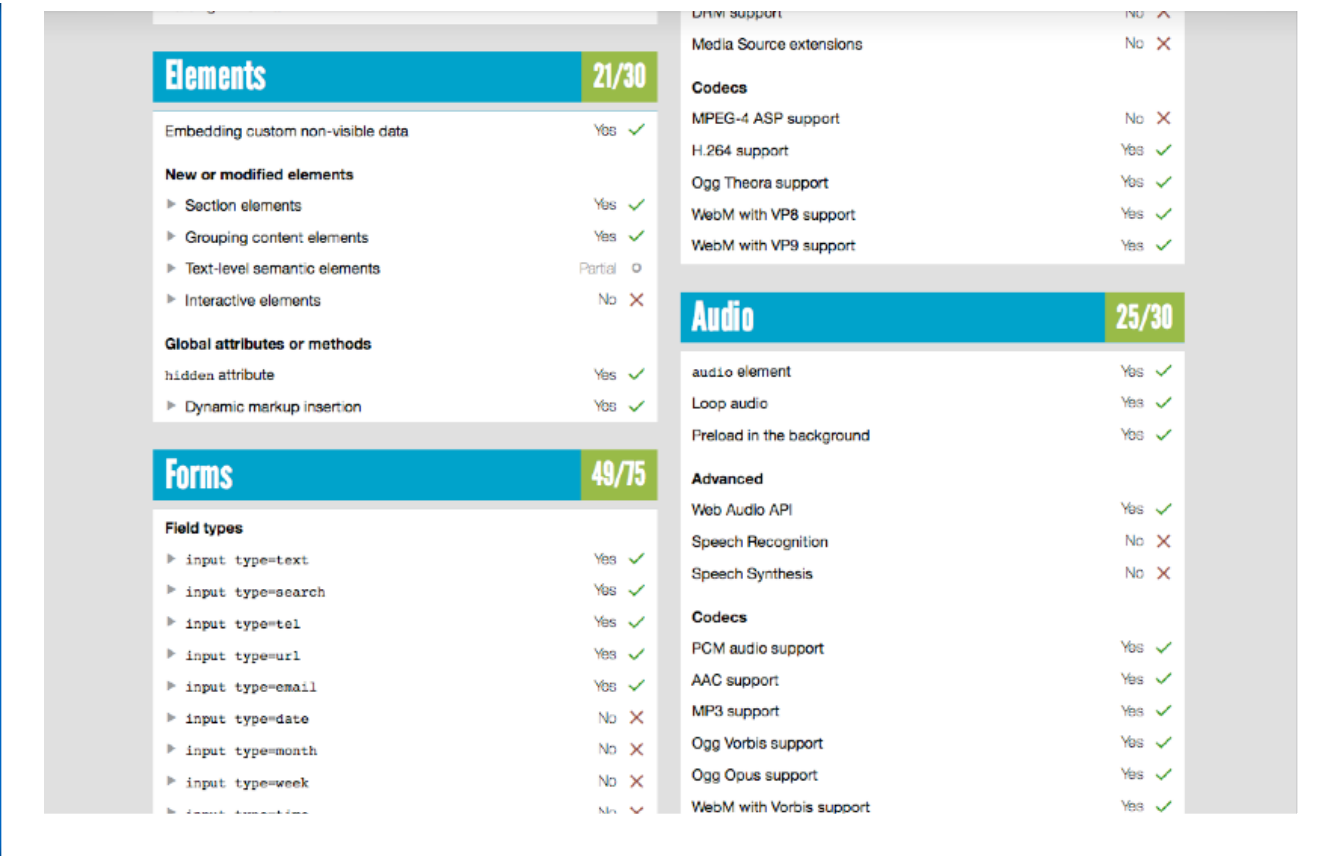 Elements 21/30
Embedding custom non-visible data Yes
New or modified elements
Section elements Yes
Grouping content elements Yes
Text-level semantic elements Partial
Interactive elements No
Global attributes or methods
hidden attribute Yes
Dynamic markup insertion Yes
Forms 49/75
Field types
input type=text Yes
input type=search Yes
input type=tel Yes
input type=url Yes
input type=email Yes
input type=date No
input type=month No
input type=week No
input type=time No
DRM support No
Media Source extensions No
Codecs
MPEG-4 ASP support No
H.264 support Yes
Ogg Theora support Yes
WebM with VP8 support Yes
WebM with VP9 support Yes
Audio 25/30
audio element Yes
Loop audio Yes
Preload in the background Yes
Advanced
Web Audio API Yes
Speech Recognition No
Speech Synthesis No
Codecs
PCM audio support Yes
AAC support Yes
MP3 support Yes
Ogg Vorbis support Yes
Ogg Opus support Yes
WebM with Vorbis support Yes